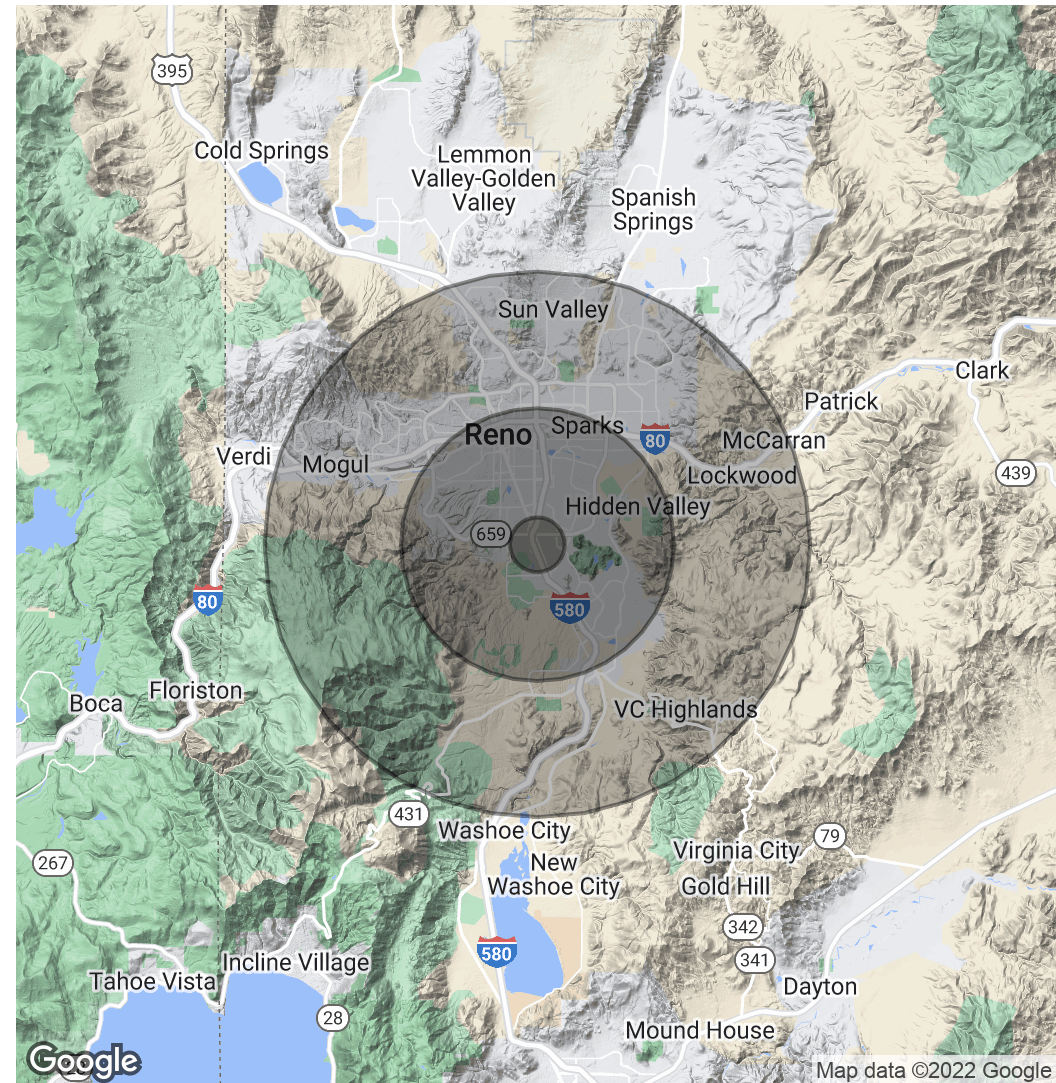 395
Cold Springs
Lemmon
Valley-Golden
Valley
Spanish
Springs
Sun Valley
Clark
Patrick
Reno
Sparks
80
McCarran
Verdi
Mogul
Lockwood
439
Hidden Valley
659
80
580
Floriston
Boca
VC Highlands
431
Washoe City
79
267
New
Washoe City
Virginia City
Gold Hill
342
580
341
Incline Village
Tahoe Vista
Dayton
28
Mound House
Google
Map data ©2022 Google